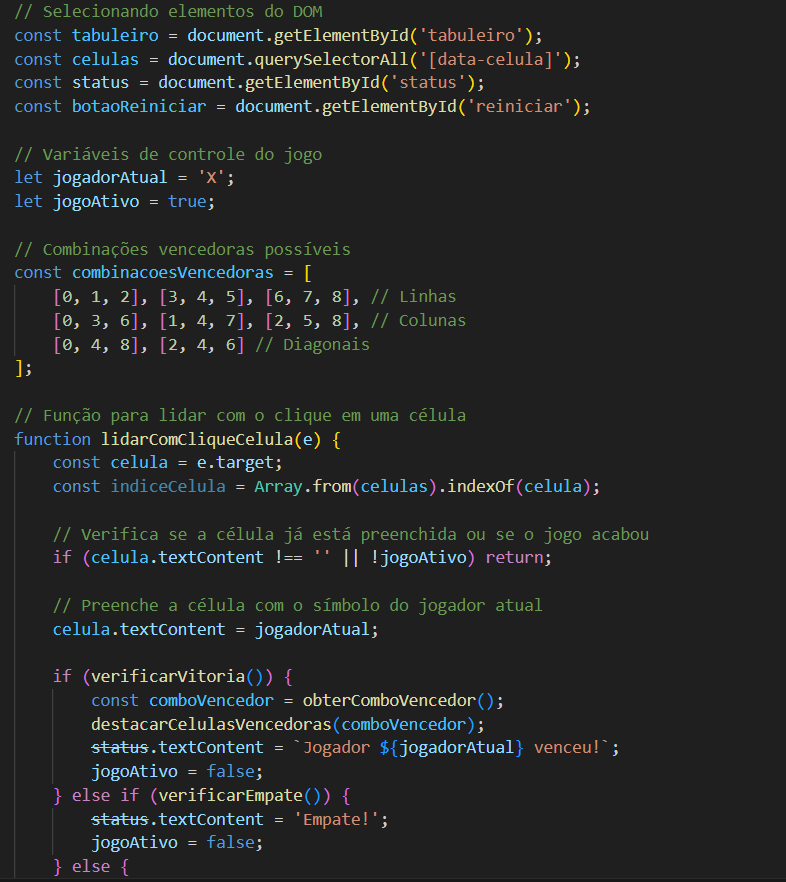 // Selecionando elementos do DOM
const tabuleiro = document.getElementById('tabuleiro');
const celulas = document.querySelectorAll('[data-celula]');
const status = document.getElementById('status');
const botaoReiniciar = document.getElementById('reiniciar');

// Variáveis de controle do jogo
let jogadorAtual = 'X';
let jogoAtivo = true;

// Combinações vencedoras possíveis
const combinacoesVencedoras = [
    [0, 1, 2], [3, 4, 5], [6, 7, 8], // Linhas
    [0, 3, 6], [1, 4, 7], [2, 5, 8], // Colunas
    [0, 4, 8], [2, 4, 6] // Diagonais
];

// Função para lidar com o clique em uma célula
function lidarComCliqueCelula(e) {
    const celula = e.target;
    const indiceCelula = Array.from(celulas).indexOf(celula);

    // Verifica se a célula já está preenchida ou se o jogo acabou
    if (celula.textContent !== '' || !jogoAtivo) return;

    // Preenche a célula com o símbolo do jogador atual
    celula.textContent = jogadorAtual;

    if (verificarVitoria()) {
        const comboVencedor = obterComboVencedor();
        destacarCelulasVencedoras(comboVencedor);
        status.textContent = `Jogador ${jogadorAtual} venceu!`;
        jogoAtivo = false;
    } else if (verificarEmpate()) {
        status.textContent = 'Empate!';
        jogoAtivo = false;
    } else {